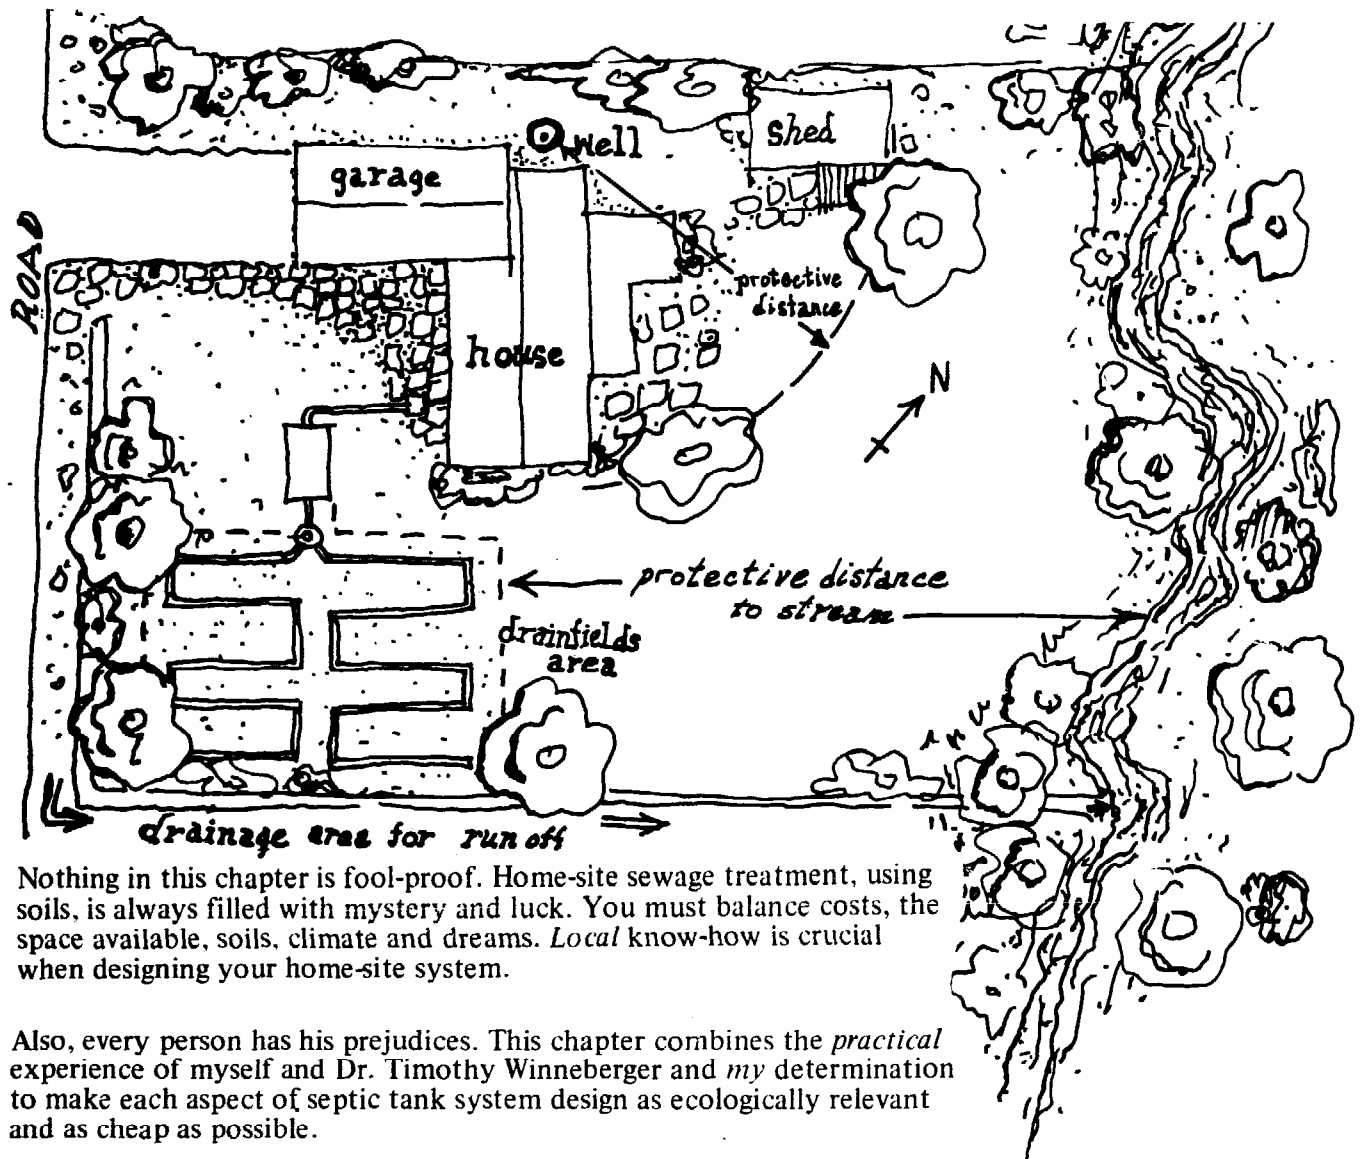 well
shed
garage
ROAD
protective
distance
house
N
protective distance
to stream
drainfields
area
drainage area for run off
Nothing in this chapter is fool-proof. Home-site sewage treatment, using
soils, is always filled with mystery and luck. You must balance costs, the
space available, soils, climate and dreams. Local know-how is crucial
when designing your home-site system.
Also, every person has his prejudices. This chapter combines the practical
experience of myself and Dr. Timothy Winneberger and my determination
to make each aspect of septic tank system design as ecologically relevant
and as cheap as possible.